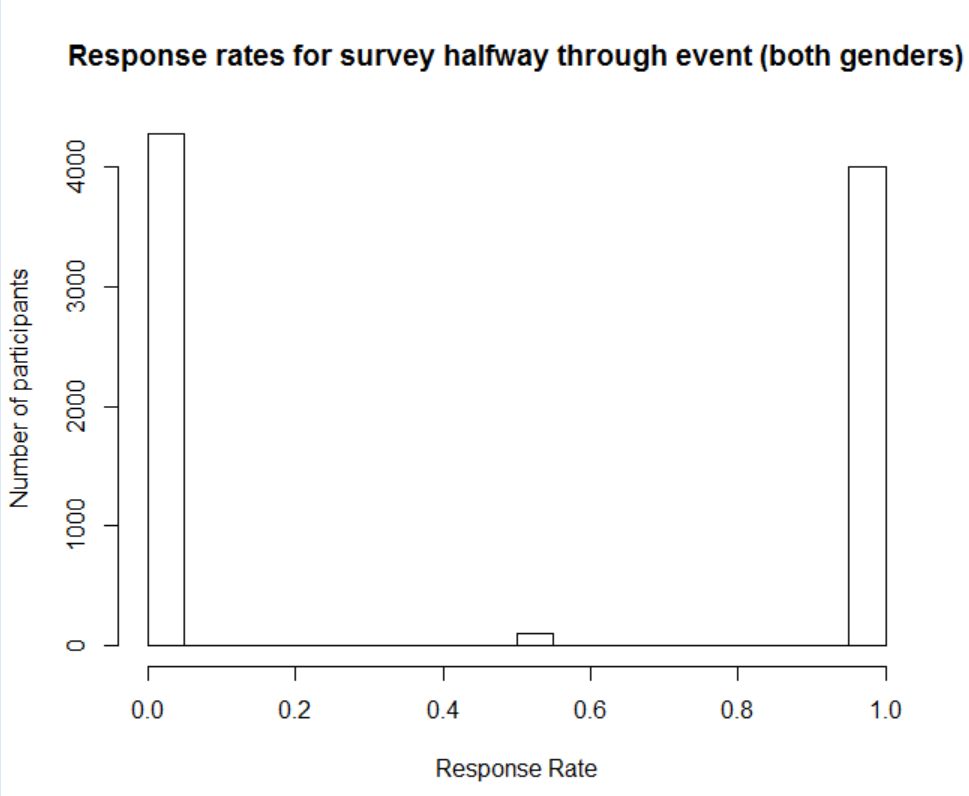 Response rates for survey halfway through event (both genders)
4000
3000
2000
1000
0
Number of participants
0.0 0.2 0.4 0.6 0.8 1.0
Response Rate